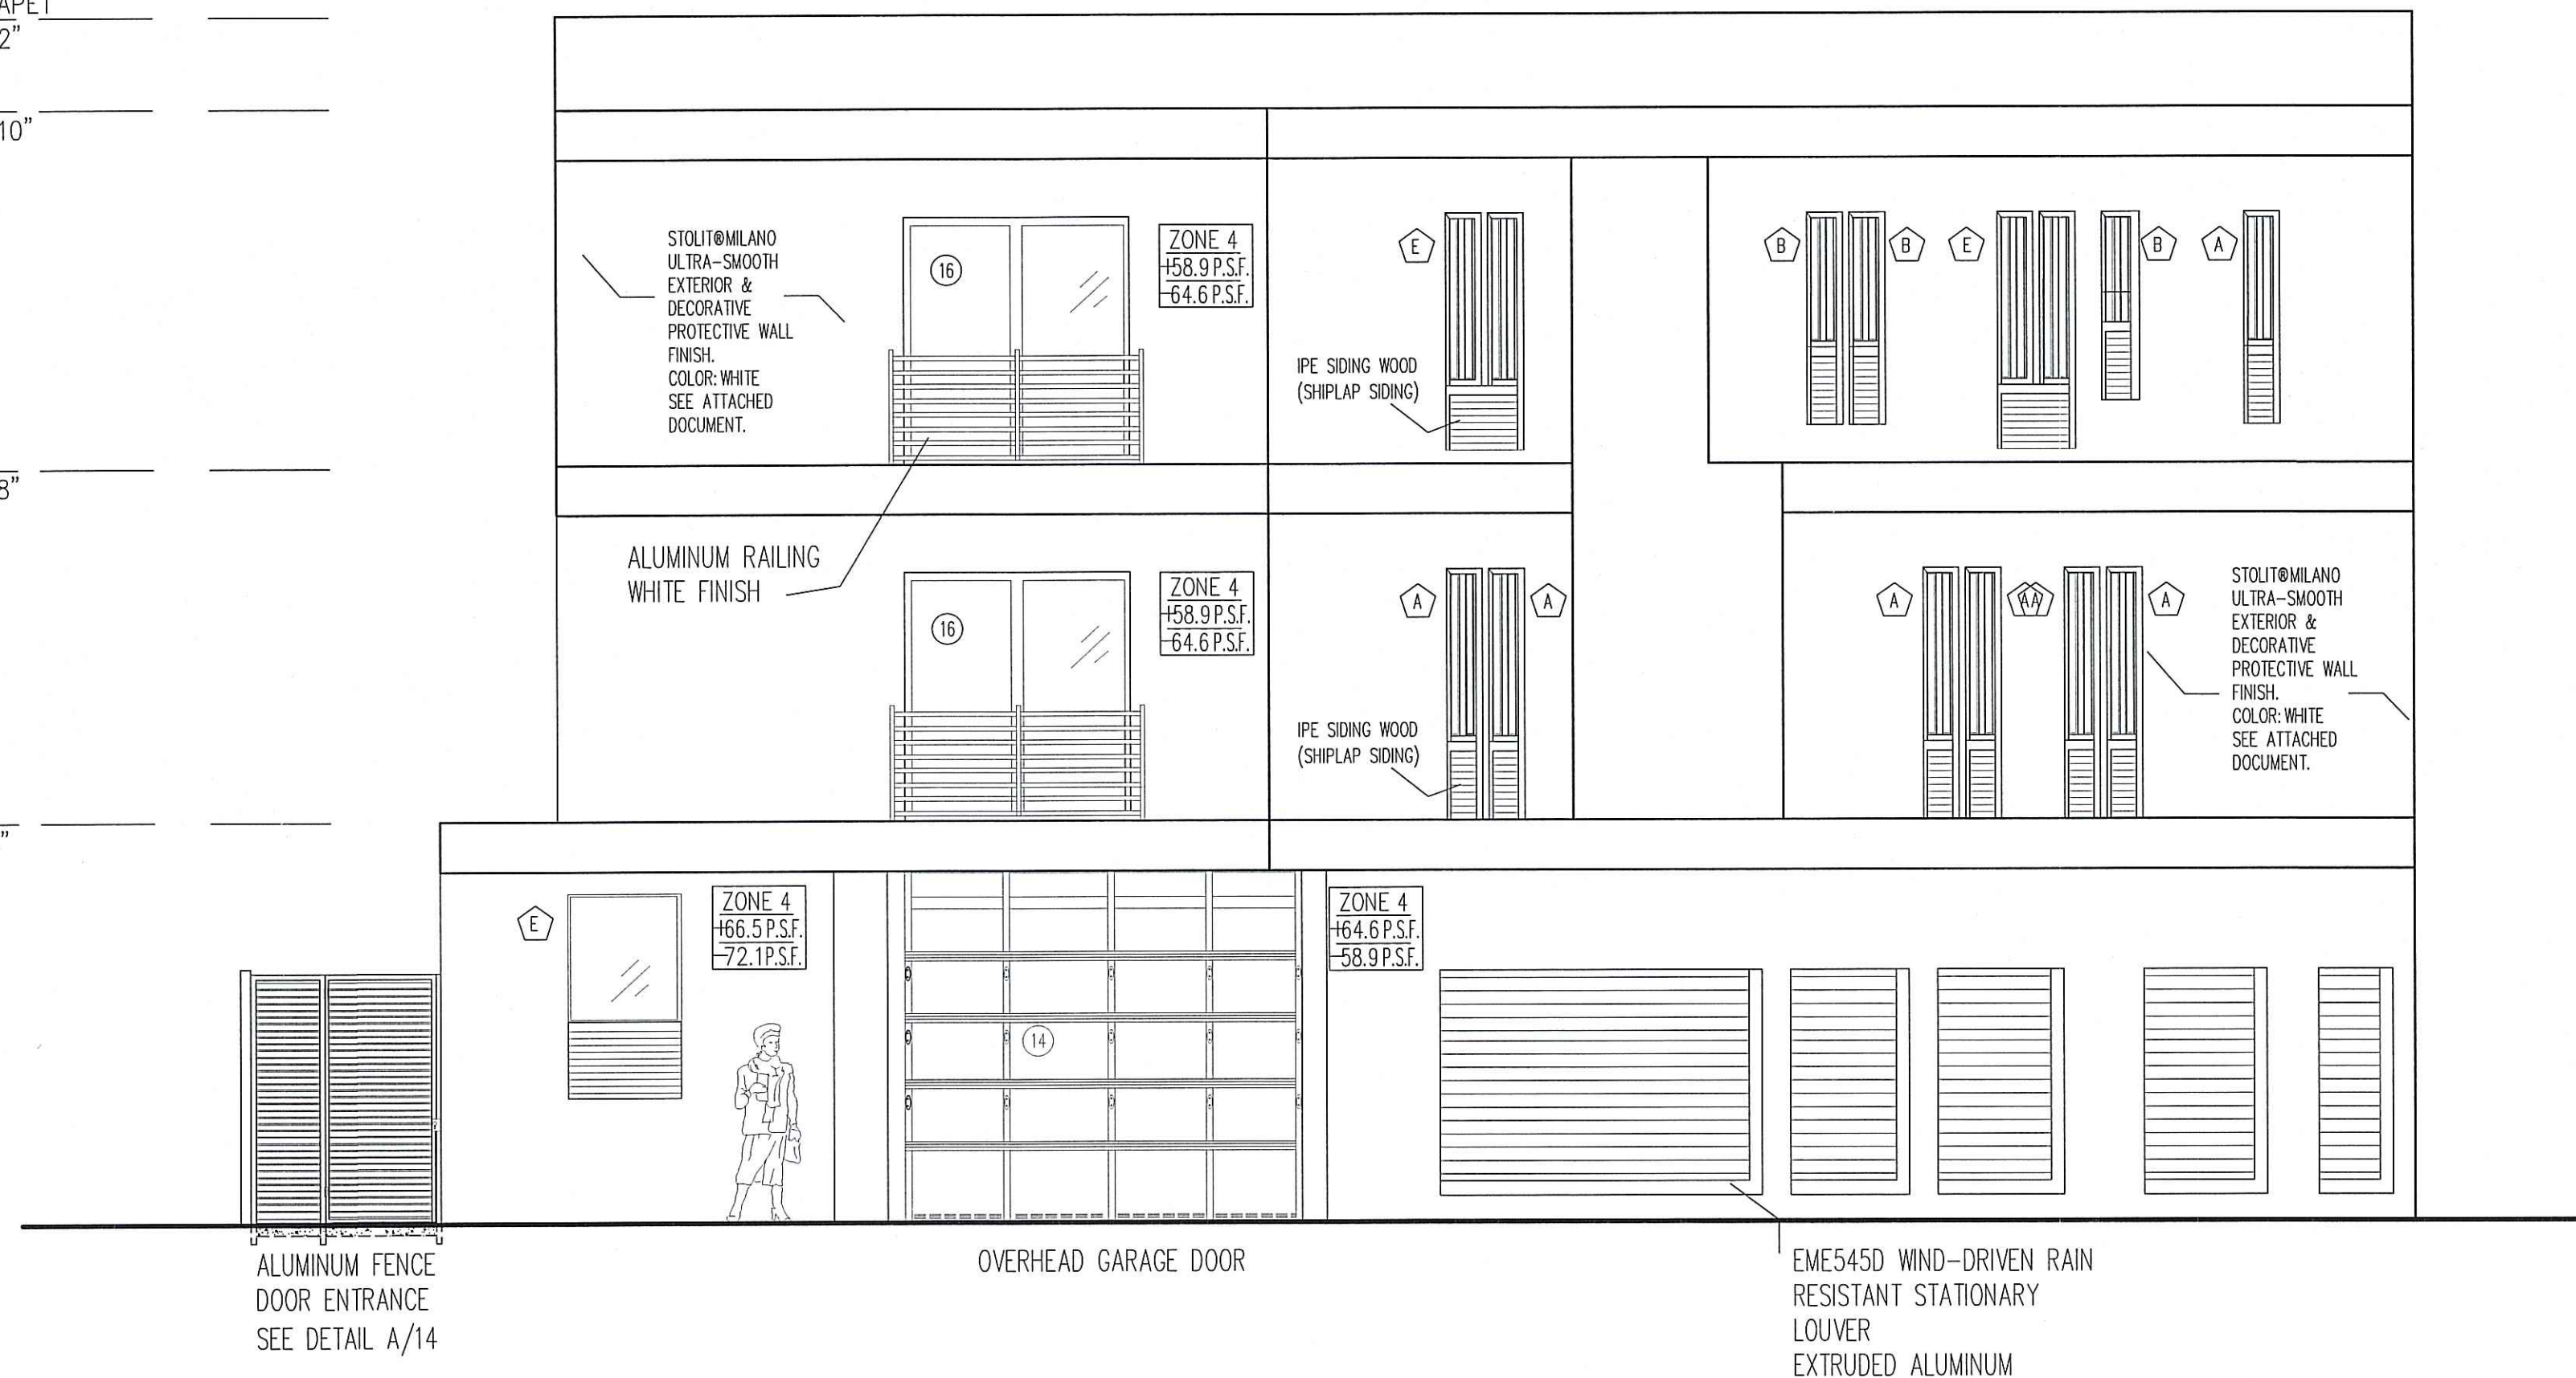 2"
10"
STOLIT®MILANO
ULTRA-SMOOTH
EXTERIOR &
DECORATIVE
PROTECTIVE WALL
FINISH.
COLOR: WHITE
SEE ATTACHED
DOCUMENT.
16
ZONE 4
+58.9 P.S.F.
-64.6 P.S.F.
E
IPE SIDING WOOD
(SHIPLAP SIDING)
B
B
E
B
A
8"
ALUMINUM RAILING
WHITE FINISH
16
ZONE 4
+58.9 P.S.F.
-64.6 P.S.F.
A
A
IPE SIDING WOOD
(SHIPLAP SIDING)
A
A
A
A
STOLIT®MILANO
ULTRA-SMOOTH
EXTERIOR &
DECORATIVE
PROTECTIVE WALL
FINISH.
COLOR: WHITE
SEE ATTACHED
DOCUMENT.
"
E
ZONE 4
+66.5 P.S.F.
-72.1 P.S.F.
14
ZONE 4
+64.6 P.S.F.
-58.9 P.S.F.
ALUMINUM FENCE
DOOR ENTRANCE
SEE DETAIL A/14
OVERHEAD GARAGE DOOR
EME545D WIND-DRIVEN RAIN
RESISTANT STATIONARY
LOUVER
EXTRUDED ALUMINUM